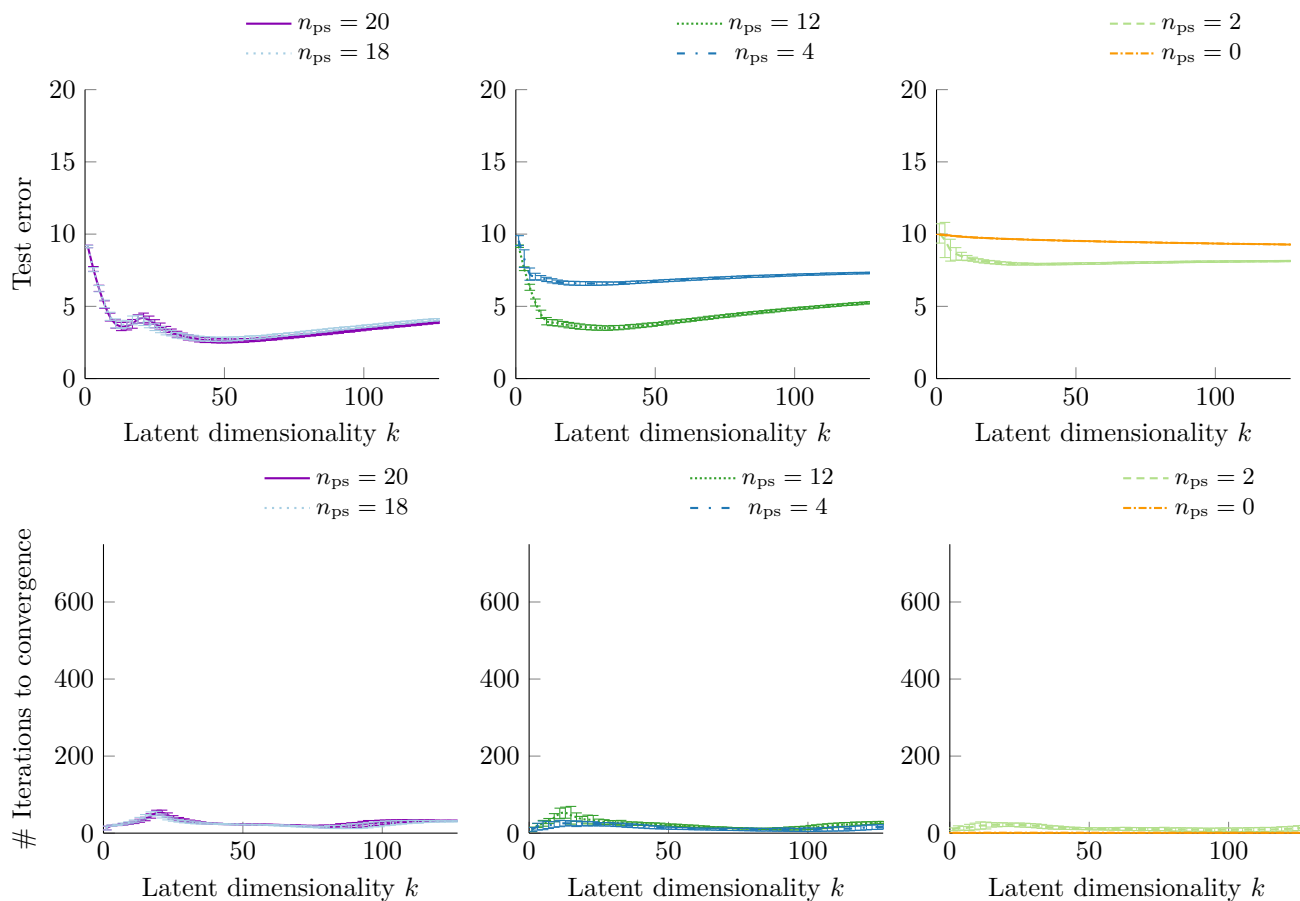 n_ps = 20
n_ps = 18
n_ps = 12
n_ps = 4
n_ps = 2
n_ps = 0
Test error
20
15
10
5
0
0 50 100
Latent dimensionality k
20
15
10
5
0
0 50 100
Latent dimensionality k
20
15
10
5
0
0 50 100
Latent dimensionality k
n_ps = 20
n_ps = 18
n_ps = 12
n_ps = 4
n_ps = 2
n_ps = 0
# Iterations to convergence
600
400
200
0
0 50 100
Latent dimensionality k
600
400
200
0
0 50 100
Latent dimensionality k
600
400
200
0
0 50 100
Latent dimensionality k